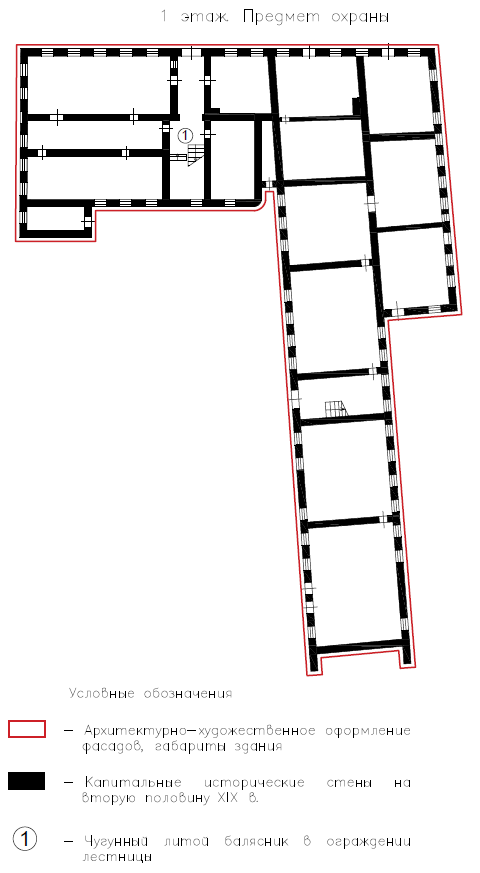 1 этаж. Предмет охраны
1
Условные обозначения
– Архитектурно–художественное оформление
фасадов, габариты здания
– Капитальные исторические стены на
вторую половину XIX в.
1 – Чугунный литой балясник в ограждении
лестницы